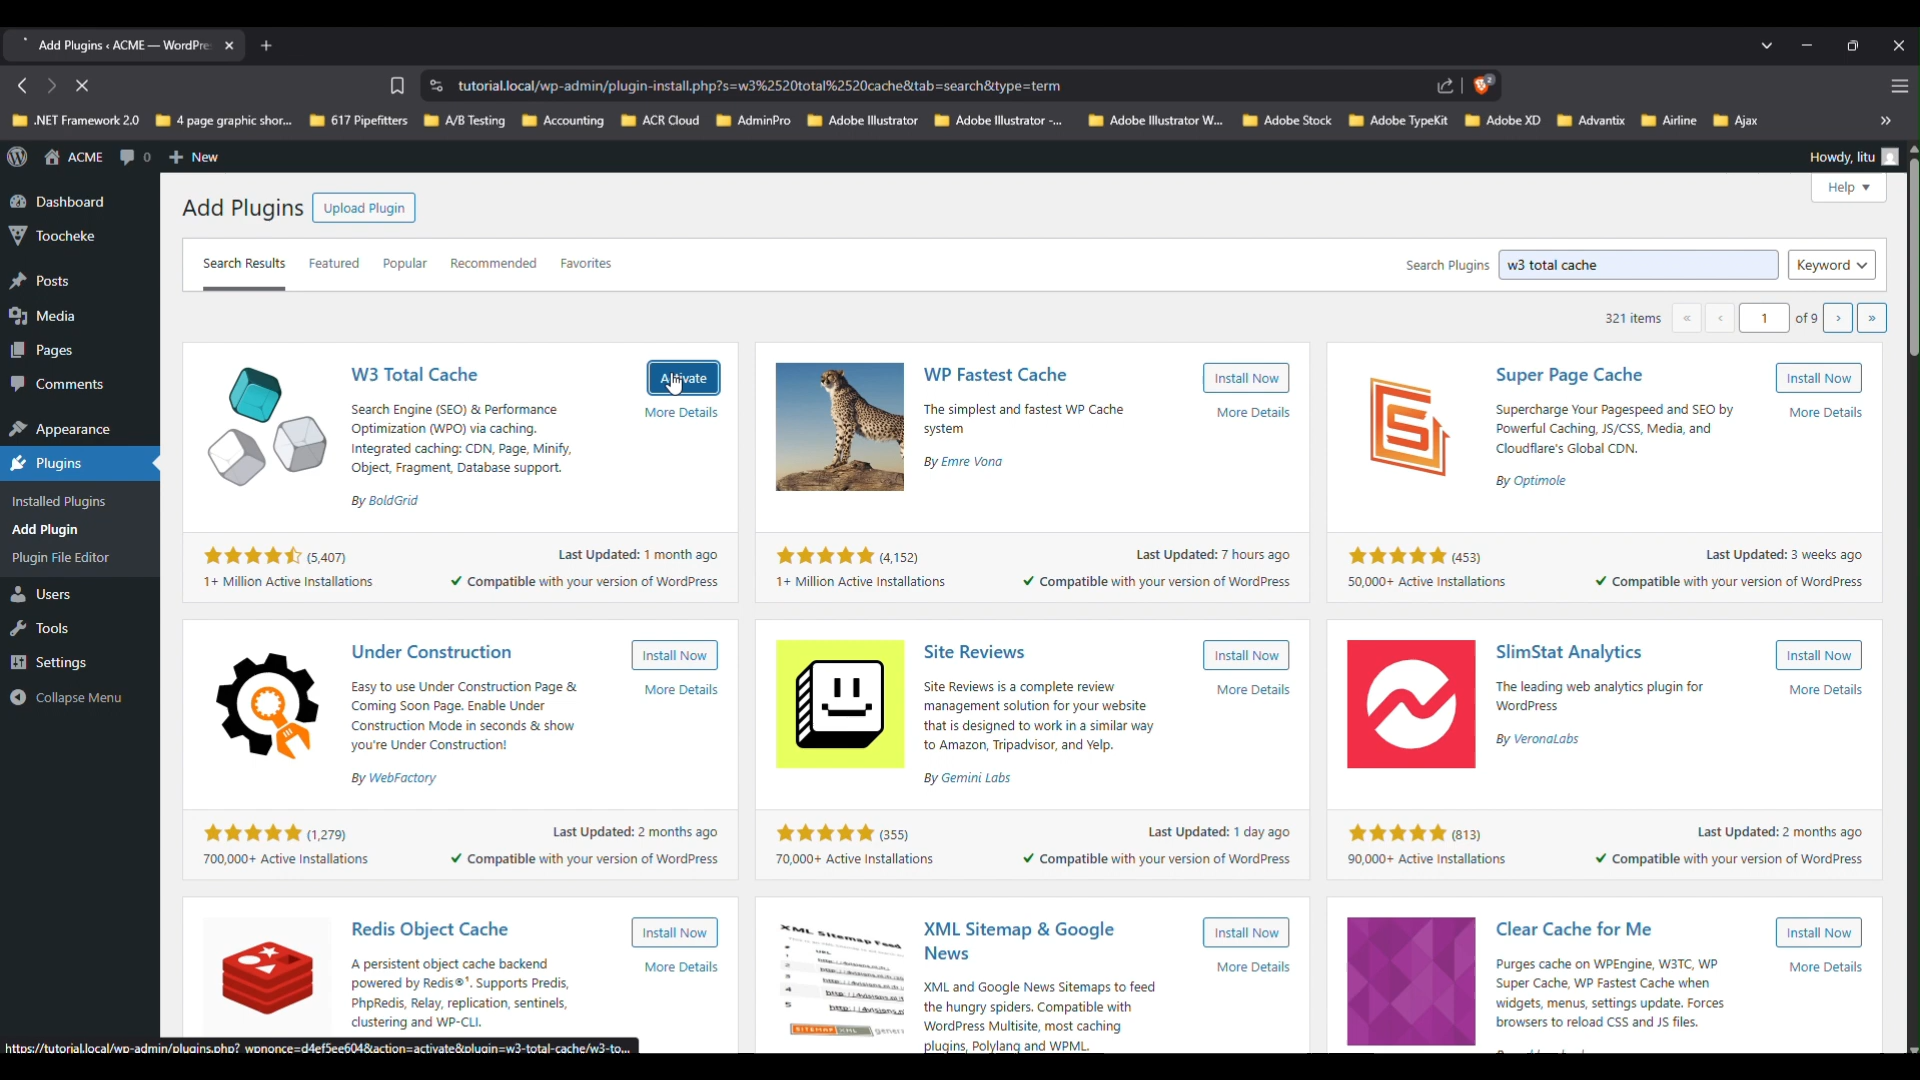 Add Plugins ‹ ACME — WordPre
tutorial.local/wp-admin/plugin-install.php?s=w3%2520total%2520cache&tab=search&type=term
2
.NET Framework 2.0
4 page graphic shor...
617 Pipefitters
A/B Testing
Accounting
ACR Cloud
AdminPro
Adobe Illustrator
Adobe Illustrator -...
Adobe Illustrator W...
Adobe Stock
Adobe TypeKit
Adobe XD
Advantix
Airline
Ajax
»
ACME
0
New
Howdy, litu
Dashboard
Toocheke
Posts
Media
Pages
Comments
Appearance
Plugins
Installed Plugins
Add Plugin
Plugin File Editor
Users
Tools
Settings
Collapse Menu
Help
Add Plugins
Upload Plugin
Search Results
Featured
Popular
Recommended
Favorites
Search Plugins
w3 total cache
Keyword
321 items
«
‹
1
of 9
›
»
W3 Total Cache
Activate
More Details
Search Engine (SEO) & Performance
Optimization (WPO) via caching.
Integrated caching: CDN, Page, Minify,
Object, Fragment, Database support.
By BoldGrid
(5,407)
1+ Million Active Installations
Last Updated: 1 month ago
Compatible with your version of WordPress
WP Fastest Cache
Install Now
More Details
The simplest and fastest WP Cache
system
By Emre Vona
(4,152)
1+ Million Active Installations
Last Updated: 7 hours ago
Compatible with your version of WordPress
Super Page Cache
Install Now
More Details
Supercharge Your Pagespeed and SEO by
Powerful Caching, JS/CSS, Media, and
Cloudflare's Global CDN.
By Optimole
(453)
50,000+ Active Installations
Last Updated: 3 weeks ago
Compatible with your version of WordPress
Under Construction
Install Now
More Details
Easy to use Under Construction Page &
Coming Soon Page. Enable Under
Construction Mode in seconds & show
you're Under Construction!
By WebFactory
(1,279)
700,000+ Active Installations
Last Updated: 2 months ago
Compatible with your version of WordPress
Site Reviews
Install Now
More Details
Site Reviews is a complete review
management solution for your website
that is designed to work in a similar way
to Amazon, Tripadvisor, and Yelp.
By Gemini Labs
(355)
70,000+ Active Installations
Last Updated: 1 day ago
Compatible with your version of WordPress
SlimStat Analytics
Install Now
More Details
The leading web analytics plugin for
WordPress
By VeronaLabs
(813)
90,000+ Active Installations
Last Updated: 2 months ago
Compatible with your version of WordPress
Redis Object Cache
Install Now
More Details
A persistent object cache backend
powered by Redis®¹. Supports Predis,
PhpRedis, Relay, replication, sentinels,
clustering and WP-CLI.
XML Sitemap Feed
SITEMAP XML
XML Sitemap & Google
News
Install Now
More Details
XML and Google News Sitemaps to feed
the hungry spiders. Compatible with
WordPress Multisite, most caching
plugins, Polylang and WPML.
Clear Cache for Me
Install Now
More Details
Purges cache on WPEngine, W3TC, WP
Super Cache, WP Fastest Cache when
widgets, menus, settings update. Forces
browsers to reload CSS and JS files.
https://tutorial.local/wp-admin/plugins.php?_wpnonce=d4ef5ee604&action=activate&plugin=w3-total-cache/w3-to...